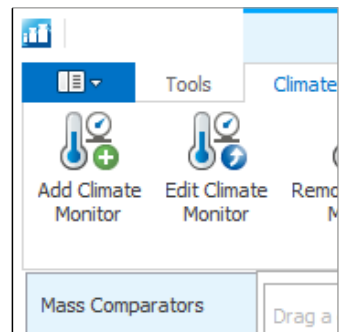 Tools Climate
Add Climate Edit Climate
Monitor Monitor
Mass Comparators
Drag a